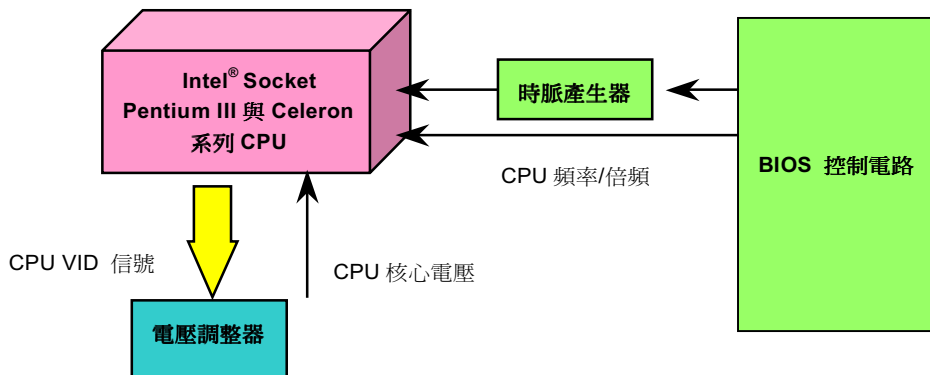 Intel® Socket
Pentium III 與 Celeron
系列 CPU
時脈產生器
BIOS 控制電路
CPU 頻率/倍頻
CPU VID 信號
CPU 核心電壓
電壓調整器